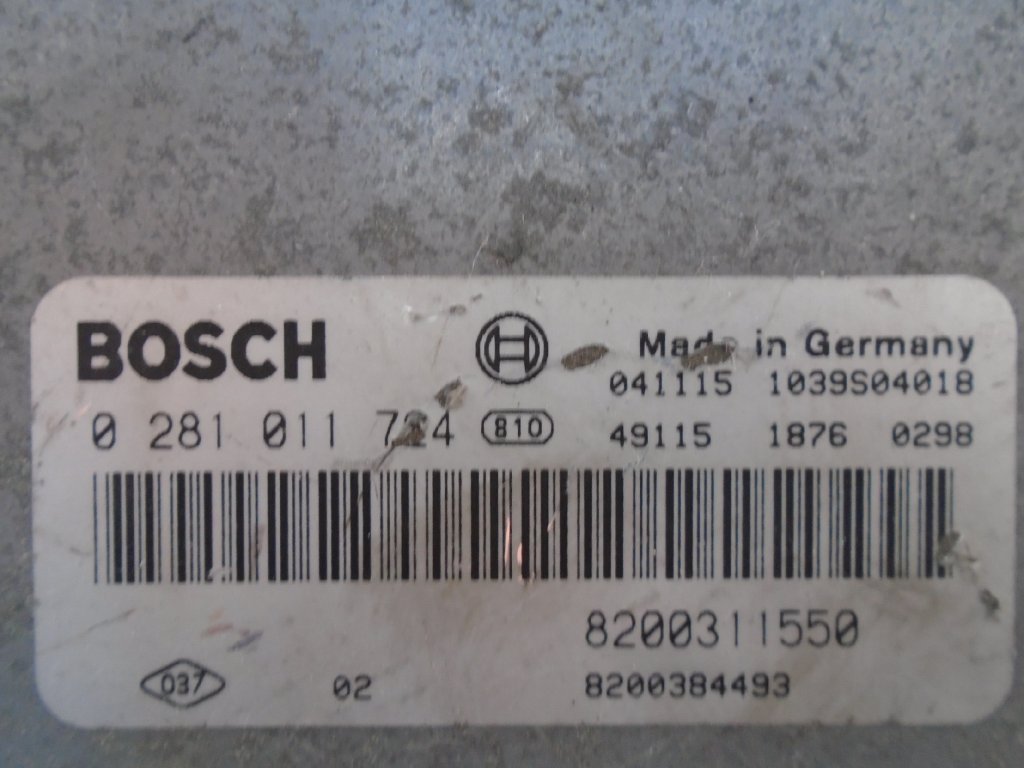 BOSCH
Made in Germany
041115 1039S04018
0 281 011 724 810
49115 1876 0298
8200311550
037 02 8200384493